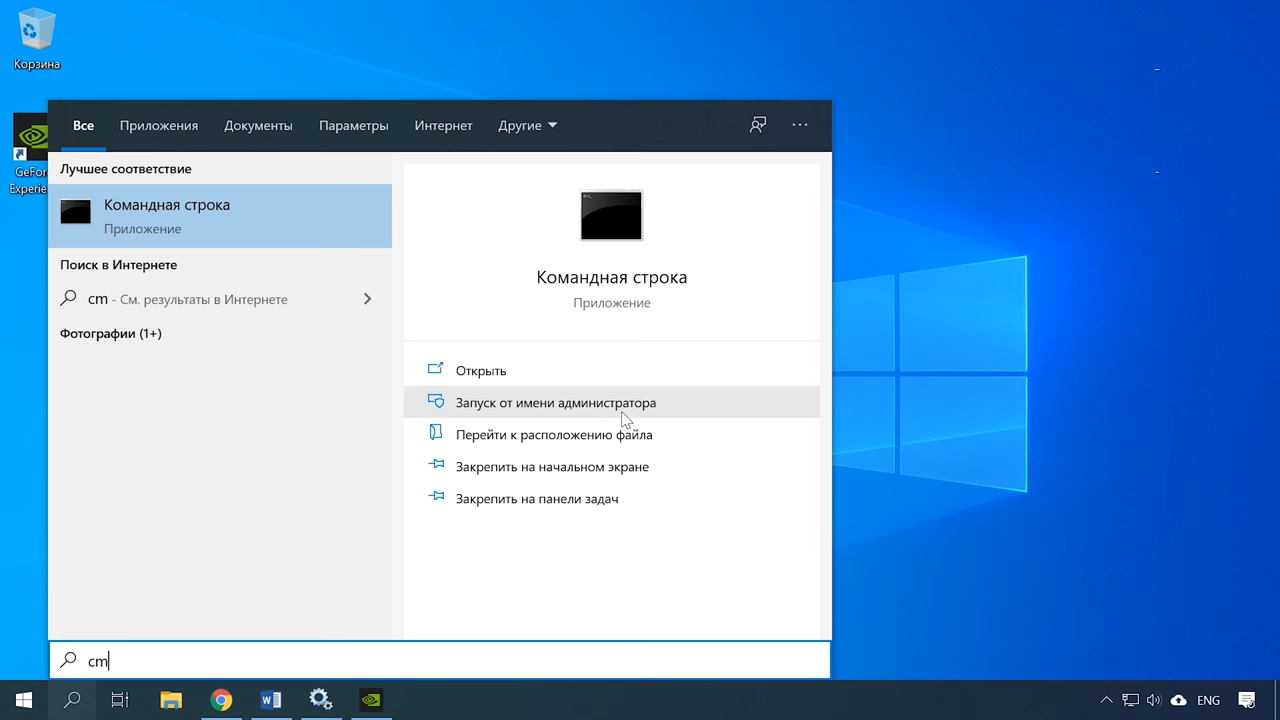 Корзина
GeFor
Experie
Все Приложения Документы Параметры Интернет Другие
Лучшее соответствие
Командная строка
Приложение
Поиск в Интернете
cm - См. результаты в Интернете
Фотографии (1+)
Командная строка
Приложение
Открыть
Запуск от имени администратора
Перейти к расположению файла
Закрепить на начальном экране
Закрепить на панели задач
cm
ENG